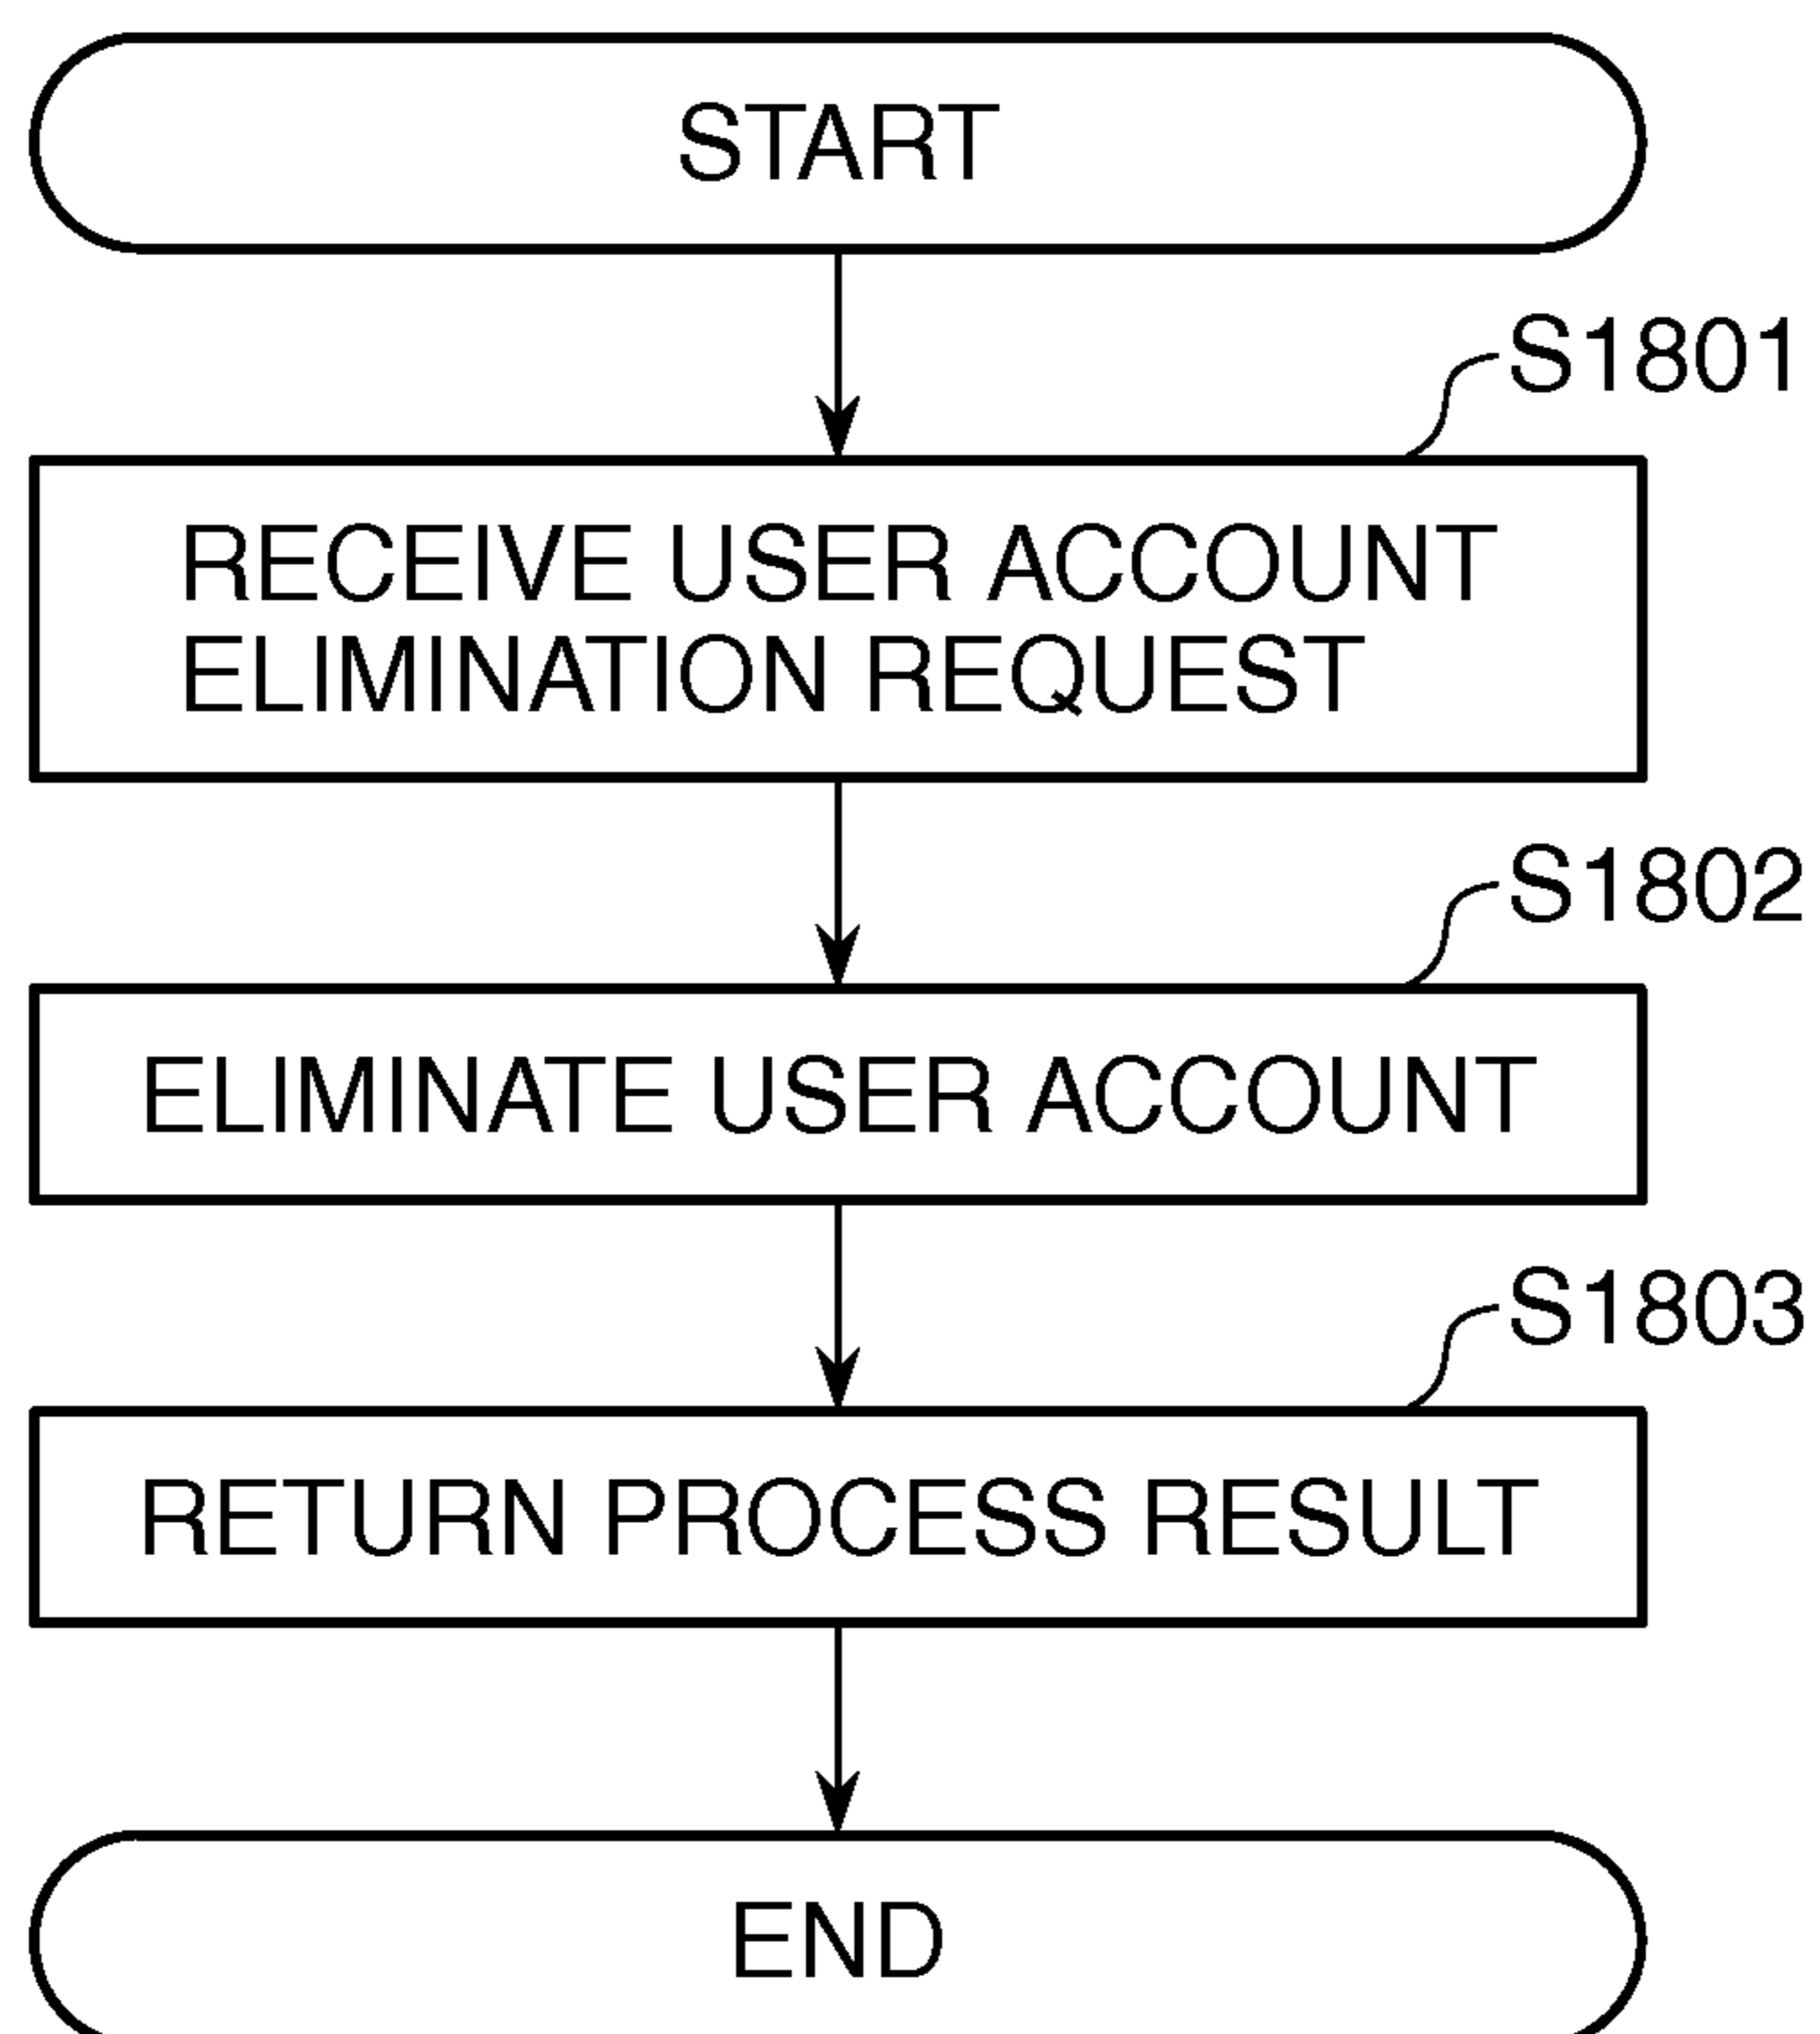 START
S1801
RECEIVE USER ACCOUNT
ELIMINATION REQUEST
S1802
ELIMINATE USER ACCOUNT
S1803
RETURN PROCESS RESULT
END